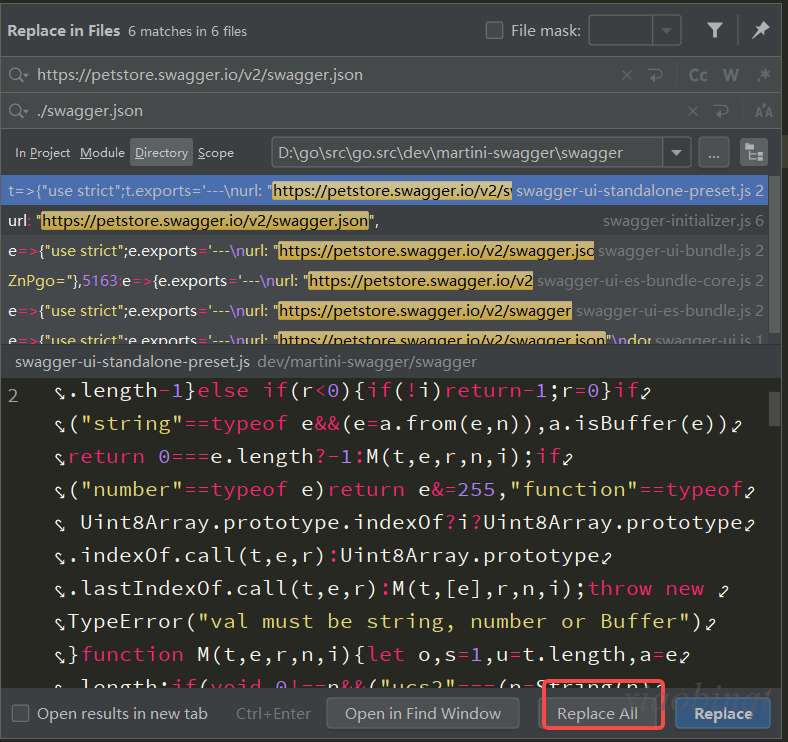 Replace in Files 6 matches in 6 files File mask:
https://petstore.swagger.io/v2/swagger.json Cc W .*
./swagger.json
In Project Module Directory Scope D:\go\src\go.src\dev\martini-swagger\swagger ...
t=>{"use strict";t.exports='---\nurl: "https://petstore.swagger.io/v2/sw swagger-ui-standalone-preset.js 2
url: "https://petstore.swagger.io/v2/swagger.json", swagger-initializer.js 6
e=>{"use strict";e.exports='---\nurl: "https://petstore.swagger.io/v2/swagger.jso swagger-ui-bundle.js 2
ZnPgo="},5163:e=>{e.exports='---\nurl: "https://petstore.swagger.io/v2 swagger-ui-es-bundle-core.js 2
e=>{"use strict";e.exports='---\nurl: "https://petstore.swagger.io/v2/swagger swagger-ui-es-bundle.js 2
e=>{"use strict";e.exports='---\nurl: "https://petstore.swagger.io/v2/swagger.json"\ndor swagger-ui.js 1
swagger-ui-standalone-preset.js dev/martini-swagger/swagger
2 .length-1}else if(r<0){if(!i)return-1;r=0}if
("string"==typeof e&&(e=a.from(e,n)),a.isBuffer(e))
return 0===e.length?-1:M(t,e,r,n,i);if
("number"==typeof e)return e&=255,"function"==typeof
Uint8Array.prototype.indexOf?i?Uint8Array.prototype
.indexOf.call(t,e,r):Uint8Array.prototype
.lastIndexOf.call(t,e,r):M(t,[e],r,n,i);throw new
TypeError("val must be string, number or Buffer")
}function M(t,e,r,n,i){let o,s=1,u=t.length,a=e
.length;if(void 0!==n&&("ucs2"===(n=String(n)
Open results in new tab Ctrl+Enter Open in Find Window Replace All Replace